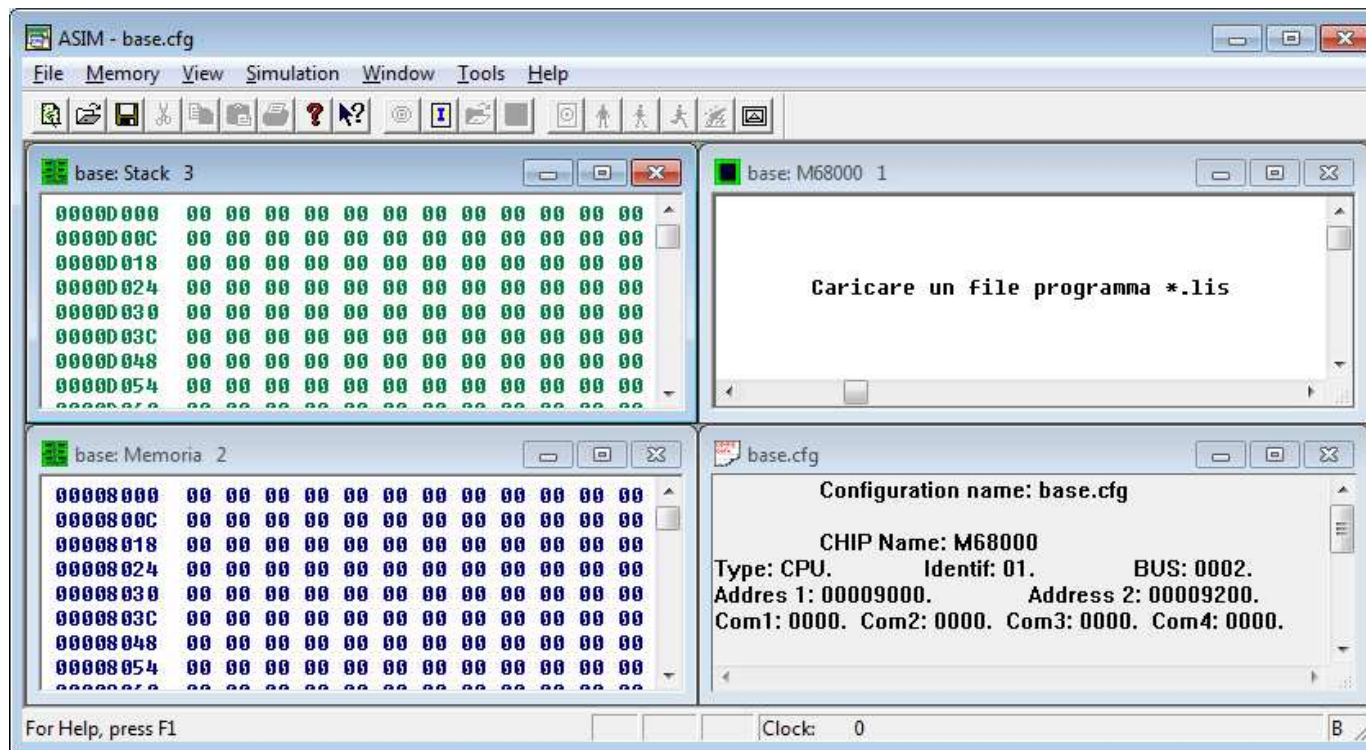 ASIM - base.cfg
File Memory View Simulation Window Tools Help
base: Stack 3
0000D000 00 00 00 00 00 00 00 00 00 00 00 00
0000D00C 00 00 00 00 00 00 00 00 00 00 00 00
0000D018 00 00 00 00 00 00 00 00 00 00 00 00
0000D024 00 00 00 00 00 00 00 00 00 00 00 00
0000D030 00 00 00 00 00 00 00 00 00 00 00 00
0000D03C 00 00 00 00 00 00 00 00 00 00 00 00
0000D048 00 00 00 00 00 00 00 00 00 00 00 00
0000D054 00 00 00 00 00 00 00 00 00 00 00 00
base: M68000 1
Caricare un file programma *.lis
base: Memoria 2
00008000 00 00 00 00 00 00 00 00 00 00 00 00
0000800C 00 00 00 00 00 00 00 00 00 00 00 00
00008018 00 00 00 00 00 00 00 00 00 00 00 00
00008024 00 00 00 00 00 00 00 00 00 00 00 00
00008030 00 00 00 00 00 00 00 00 00 00 00 00
0000803C 00 00 00 00 00 00 00 00 00 00 00 00
00008048 00 00 00 00 00 00 00 00 00 00 00 00
00008054 00 00 00 00 00 00 00 00 00 00 00 00
base.cfg
Configuration name: base.cfg
CHIP Name: M68000
Type: CPU. Identif: 01. BUS: 0002.
Addres 1: 00009000. Address 2: 00009200.
Com1: 0000. Com2: 0000. Com3: 0000. Com4: 0000.
For Help, press F1
Clock: 0
B